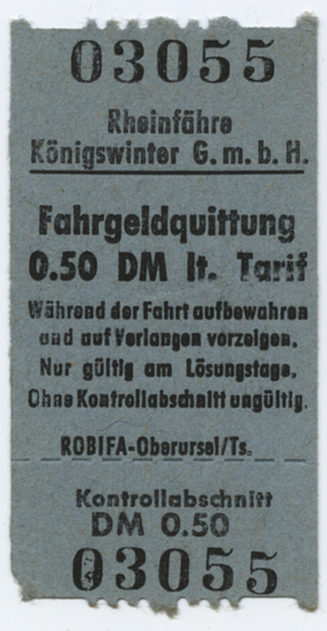 03055
Rheinfähre
Königswinter G.m.b.H.
Fahrgeldquittung
0.50 DM lt. Tarif
Während der Fahrt aufbewahren
und auf Verlangen vorzeigen.
Nur gültig am Lösungstage.
Ohne Kontrollabschnitt ungültig.
ROBIFA-Oberursel/Ts.
Kontrollabschnitt
DM 0.50
03055